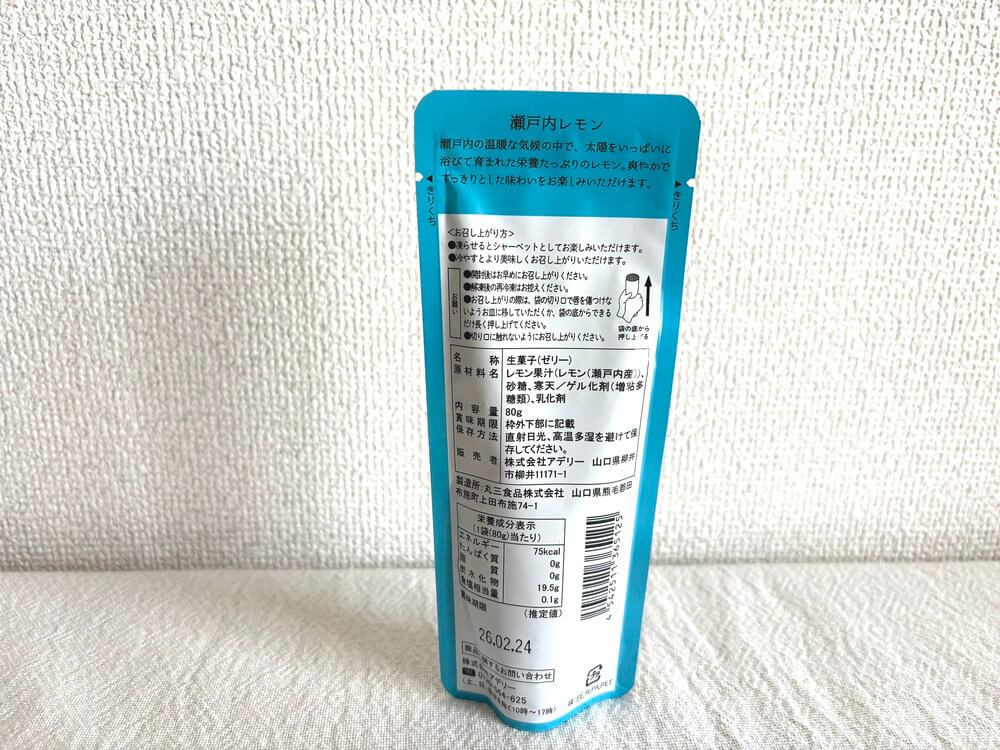 瀬戸内レモン
瀬戸内の温暖な気候の中で、太陽をいっぱいに
浴びて育まれた栄養たっぷりのレモン。爽やかで
すっきりとした味わいをお楽しみいただけます。
◀きりくち
▶きりくち
<お召し上がり方>
●凍らせるとシャーベットとしてお楽しみいただけます。
●冷やすとより美味しくお召し上がりいただけます。
お願い
●開封後はお早めにお召し上がりください。
●解凍後の再冷凍はお控えください。
●お召し上がりの際は、袋の切り口で唇を傷つけな
いようお皿に移していただくか、袋の底からできる
だけ長く押し上げてください。
●切り口に触れないようにお召し上がりください。
袋の底から
押し上げる
名称 生菓子(ゼリー)
原材料名 レモン果汁(レモン(瀬戸内産))、
砂糖、寒天/ゲル化剤(増粘多
糖類)、乳化剤
内容量 80g
賞味期限 枠外下部に記載
保存方法 直射日光、高温多湿を避けて保
存してください。
販売者 株式会社アデリー 山口県柳井
市柳井11171-1
製造所:丸三食品株式会社 山口県熊毛郡田
布施町上田布施74-1
栄養成分表示
(1袋(80g)当たり)
エネルギー 75kcal
たんぱく質 0g
脂質 0g
炭水化物 19.5g
食塩相当量 0.1g
(推定値)
賞味期限
26.02.24
4 542511 365125
商品に関するお問い合わせ
株式会社アデリー
TEL
64-625
(10時〜17時)
プラ
袋:PE,M,PA,PET